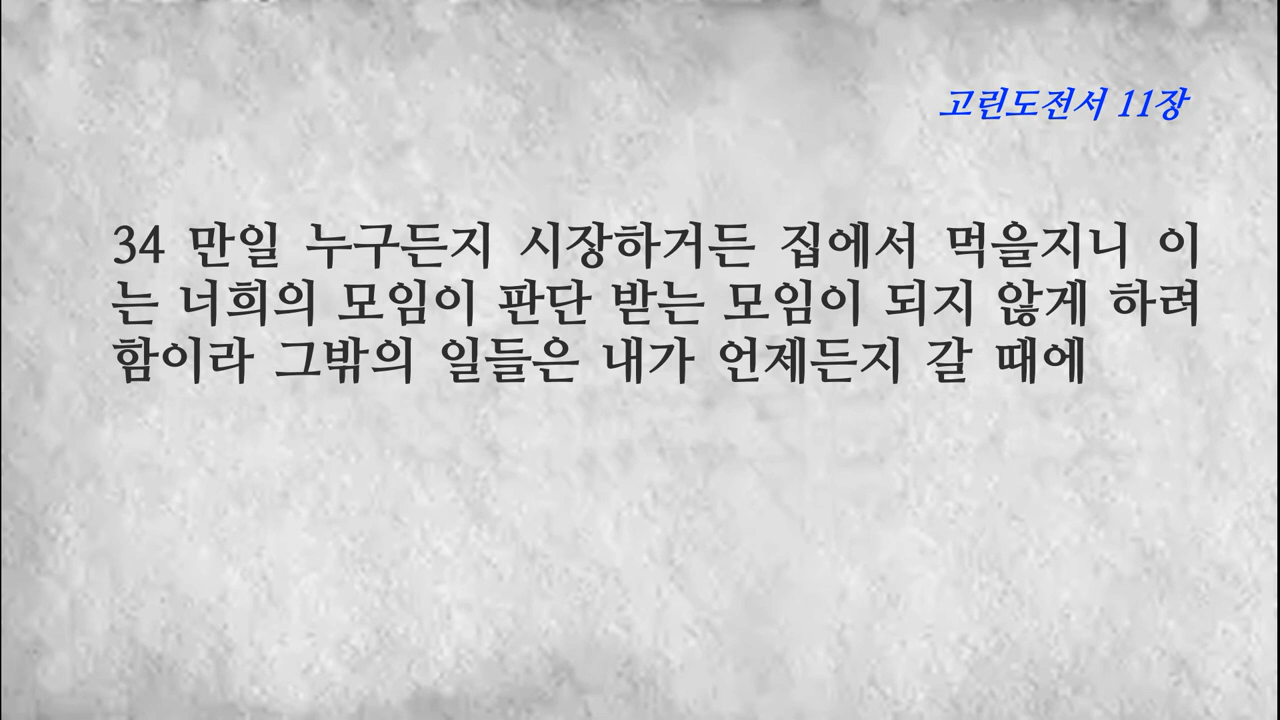 고린도전서 11장
34 만일 누구든지 시장하거든 집에서 먹을지니 이
는 너희의 모임이 판단 받는 모임이 되지 않게 하려
함이라 그밖의 일들은 내가 언제든지 갈 때에